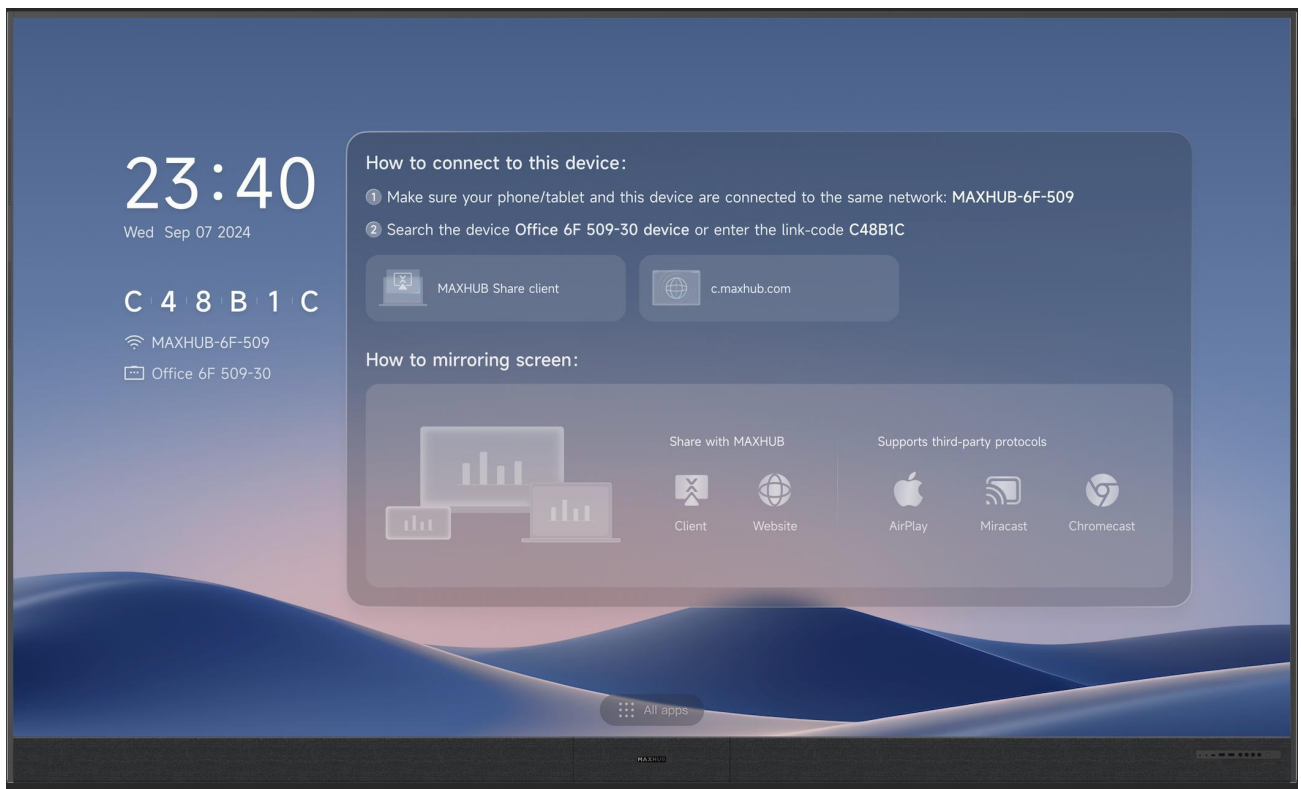 23:40
Wed Sep 07 2024
C 4 8 B 1 C
MAXHUB-6F-509
Office 6F 509-30
How to connect to this device:
1 Make sure your phone/tablet and this device are connected to the same network: MAXHUB-6F-509
2 Search the device Office 6F 509-30 device or enter the link-code C48B1C
MAXHUB Share client
c.maxhub.com
How to mirroring screen:
Share with MAXHUB
Supports third-party protocols
Client
Website
AirPlay
Miracast
Chromecast
All apps
MAXHUB